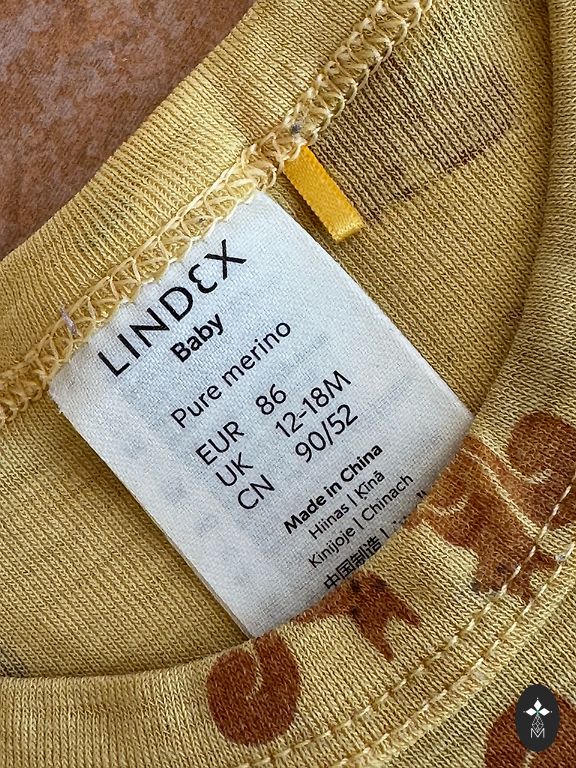 LINDEX
Baby
Pure merino
EUR 86
UK 12-18M
CN 90/52
Made in China
Hiinas | Ķīnā
Kinijoje | Chinach
中国制造 |
M